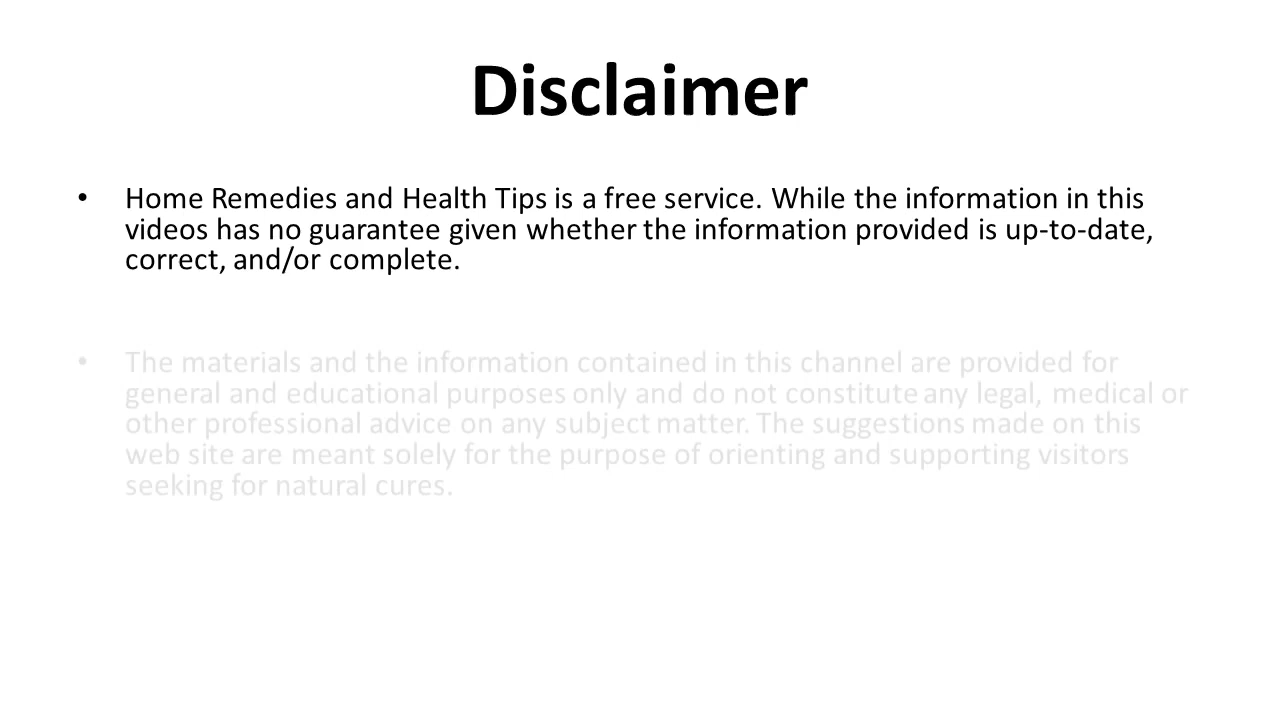 Disclaimer
• Home Remedies and Health Tips is a free service. While the information in this
videos has no guarantee given whether the information provided is up-to-date,
correct, and/or complete.
• The materials and the information contained in this channel are provided for
general and educational purposes only and do not constitute any legal, medical or
other professional advice on any subject matter. The suggestions made on this
web site are meant solely for the purpose of orienting and supporting visitors
seeking for natural cures.